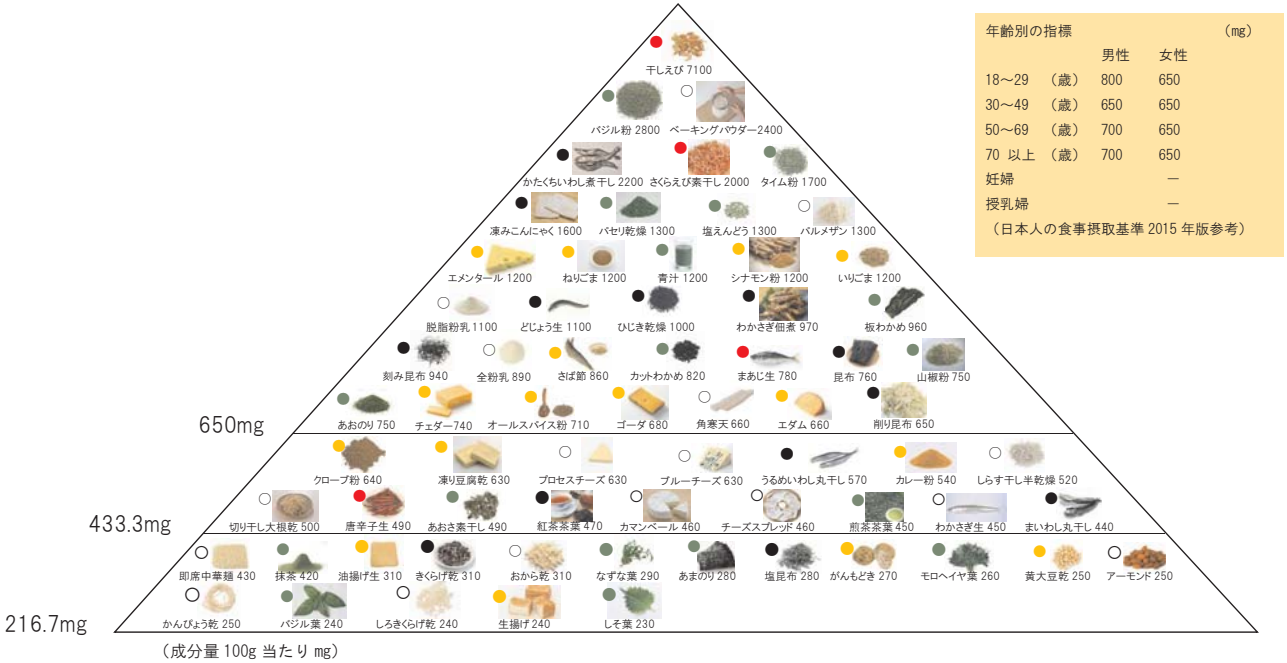 年齢別の指標 (mg)
男性 女性
18～29 (歳) 800 650
30～49 (歳) 650 650
50～69 (歳) 700 650
70 以上 (歳) 700 650
妊婦 －
授乳婦 －
(日本人の食事摂取基準 2015 年版参考)
干しえび 7100
バジル粉 2800 ベーキングパウダー2400
かたくちいわし煮干し 2200 さくらえび素干し 2000 タイム粉 1700
凍みこんにゃく 1600 パセリ乾燥 1300 塩えんどう 1300 パルメザン 1300
エメンタール 1200 ねりごま 1200 青汁 1200 シナモン粉 1200 いりごま 1200
脱脂粉乳 1100 どじょう生 1100 ひじき乾燥 1000 わかさぎ佃煮 970 板わかめ 960
刻み昆布 940 全粉乳 890 さば節 860 カットわかめ 820 まあじ生 780 昆布 760 山椒粉 750
あおのり 750 チェダー740 オールスパイス粉 710 ゴーダ 680 角寒天 660 エダム 660 削り昆布 650
650mg
クローブ粉 640 凍り豆腐乾 630 プロセスチーズ 630 ブルーチーズ 630 うるめいわし丸干し 570 カレー粉 540 しらす干し半乾燥 520
切り干し大根乾 500 唐辛子生 490 あおさ素干し 490 紅茶茶葉 470 カマンベール 460 チーズスプレッド 460 煎茶茶葉 450 わかさぎ生 450 まいわし丸干し 440
433.3mg
即席中華麺 430 抹茶 420 油揚げ生 310 きくらげ乾 310 おから乾 310 なずな葉 290 あまのり 280 塩昆布 280 がんもどき 270 モロヘイヤ葉 260 黄大豆乾 250 アーモンド 250
かんぴょう乾 250 バジル葉 240 しろきくらげ乾 240 生揚げ 240 しそ葉 230
216.7mg
(成分量 100g 当たり mg)